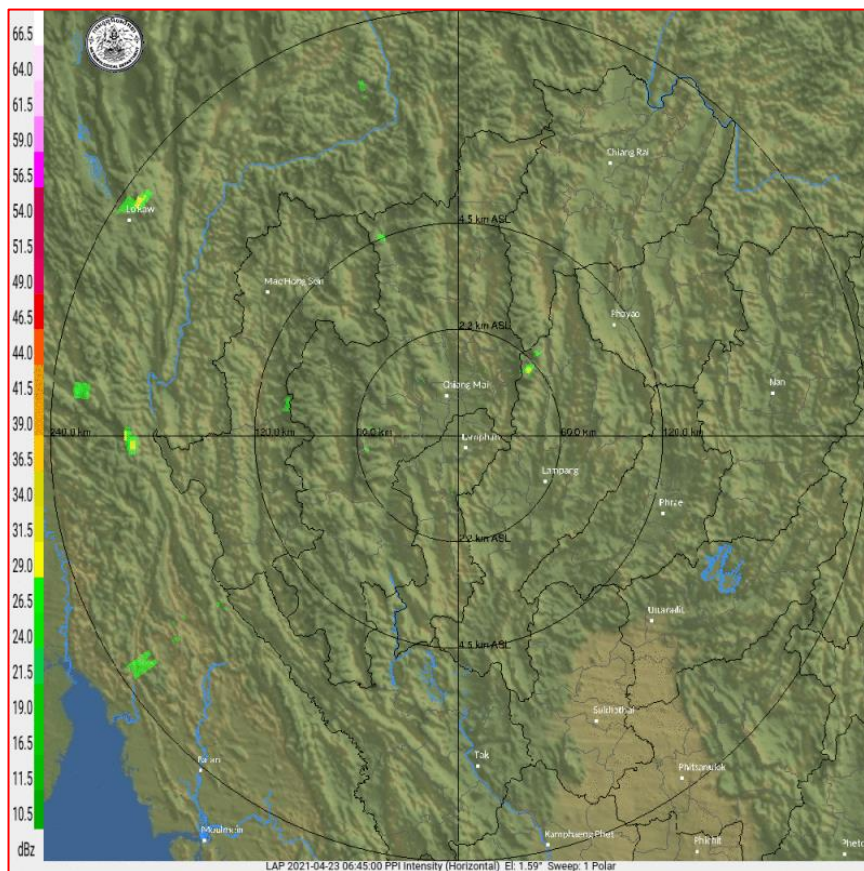 66.5
64.0
61.5
59.0
56.5
54.0
51.5
49.0
46.5
44.0
41.5
39.0
36.5
34.0
31.5
29.0
26.5
24.0
21.5
19.0
16.5
11.5
10.5
dBz
Chiang Rai
Loikaw
4.5 km ASL
Mae Hong Son
Phayao
2.2 km ASL
Chiang Mai
Nan
240.0 km
120.0 km
60.0 km
60.0 km
120.0 km
Lamphun
Lampang
Phrae
2.2 km ASL
Uttaradit
4.5 km ASL
Sukhothai
Tak
Pa-an
Phitsanulok
Moulmein
Kamphaeng Phet
Phichit
LAP 2021-04-23 06:45:00 PPI Intensity (Horizontal) El: 1.59° Sweep: 1 Polar